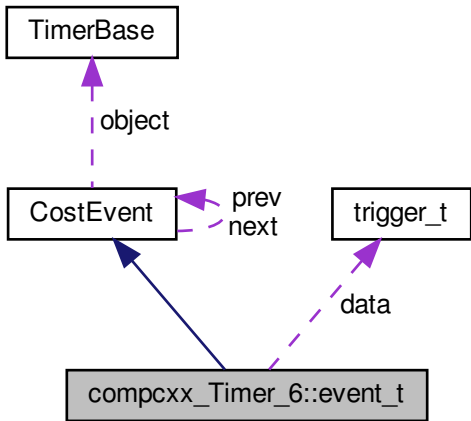 TimerBase
object
CostEvent
prev
next
trigger_t
data
compcxx_Timer_6::event_t